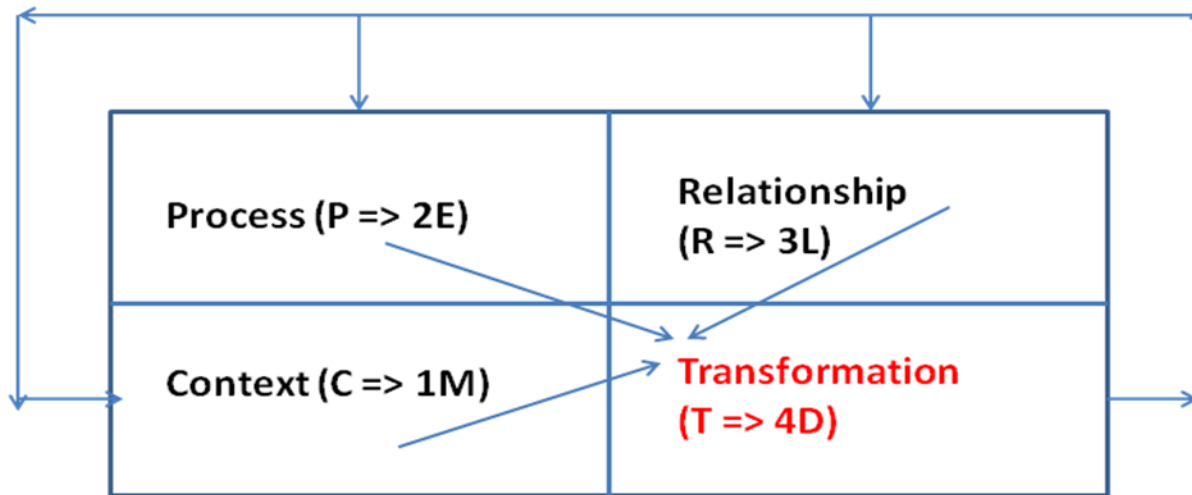 Process (P => 2E)
Relationship
(R => 3L)
Context (C => 1M)
Transformation
(T => 4D)